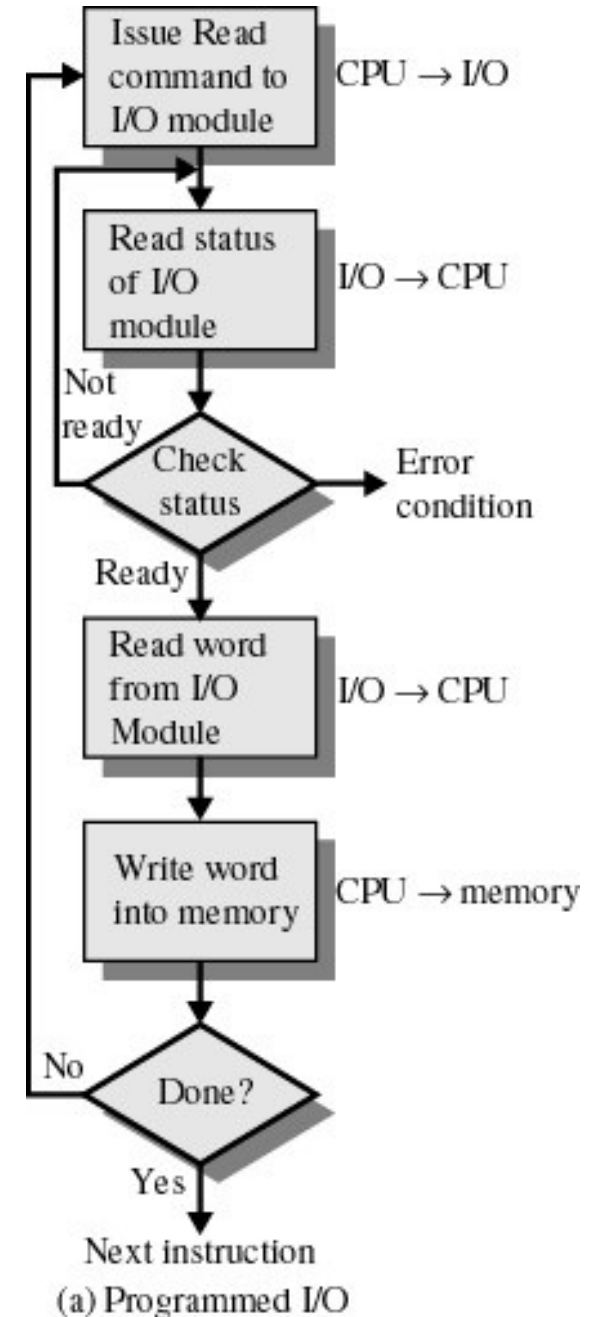 Issue Read
command to
I/O module
CPU → I/O
Read status
of I/O
module
I/O → CPU
Not
ready
Check
status
Error
condition
Ready
Read word
from I/O
Module
I/O → CPU
Write word
into memory
CPU → memory
No
Done?
Yes
Next instruction
(a) Programmed I/O